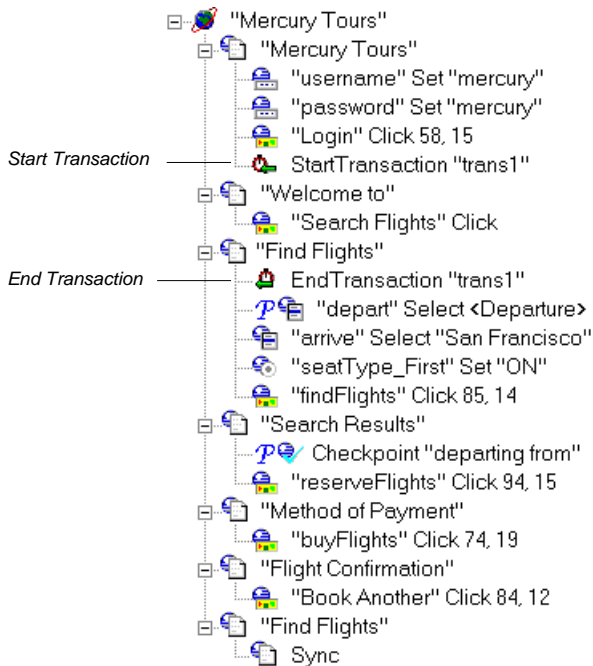 "Mercury Tours"
"Mercury Tours"
"username" Set "mercury"
"password" Set "mercury"
"Login" Click 58, 15
Start Transaction StartTransaction "trans1"
"Welcome to"
"Search Flights" Click
"Find Flights"
End Transaction EndTransaction "trans1"
P "depart" Select <Departure>
"arrive" Select "San Francisco"
"seatType_First" Set "ON"
"findFlights" Click 85, 14
"Search Results"
P Checkpoint "departing from"
"reserveFlights" Click 94, 15
"Method of Payment"
"buyFlights" Click 74, 19
"Flight Confirmation"
"Book Another" Click 84, 12
"Find Flights"
Sync